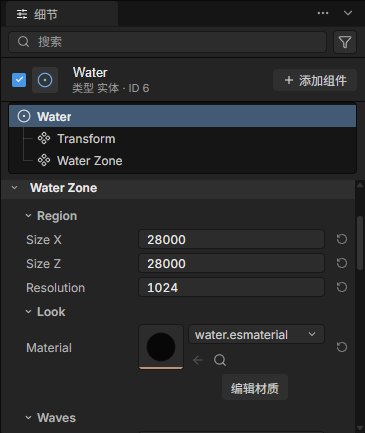 细节
搜索
Water
类型 实体 · ID 6
+ 添加组件
Water
Transform
Water Zone
Water Zone
Region
Size X 28000
Size Z 28000
Resolution 1024
Look
Material water.esmaterial
编辑材质
Waves